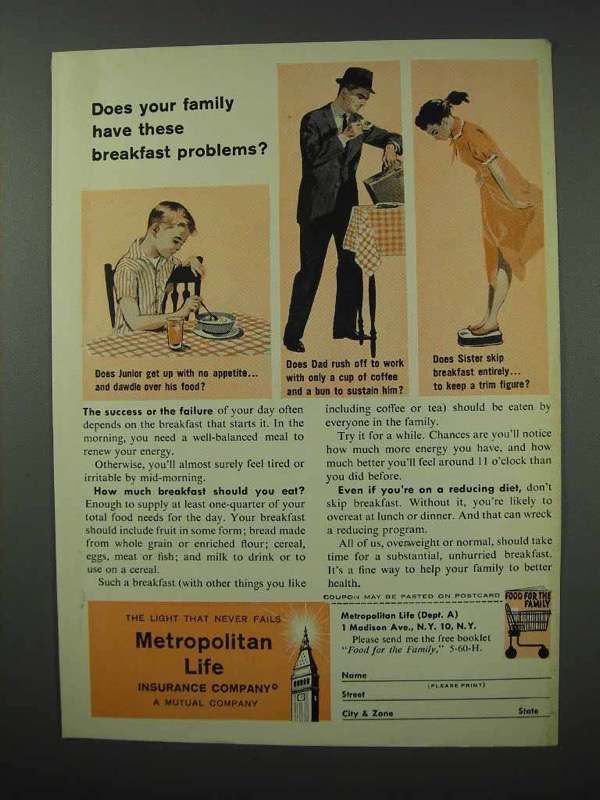 Does your family
have these
breakfast problems?
Does Junior get up with no appetite...
and dawdle over his food?
Does Dad rush off to work
with only a cup of coffee
and a bun to sustain him?
Does Sister skip
breakfast entirely...
to keep a trim figure?
The success or the failure of your day often
depends on the breakfast that starts it. In the
morning, you need a well-balanced meal to
renew your energy.
Otherwise, you'll almost surely feel tired or
irritable by mid-morning.
How much breakfast should you eat?
Enough to supply at least one-quarter of your
total food needs for the day. Your breakfast
should include fruit in some form; bread made
from whole grain or enriched flour; cereal,
eggs, meat or fish; and milk to drink or to
use on a cereal.
Such a breakfast (with other things you like
including coffee or tea) should be eaten by
everyone in the family.
Try it for a while. Chances are you'll notice
how much more energy you have, and how
much better you'll feel around 11 o'clock than
you did before.
Even if you're on a reducing diet, don't
skip breakfast. Without it, you're likely to
overeat at lunch or dinner. And that can wreck
a reducing program.
All of us, overweight or normal, should take
time for a substantial, unhurried breakfast.
It's a fine way to help your family to better
health.
COUPON MAY BE PASTED ON POSTCARD
THE LIGHT THAT NEVER FAILS
Metropolitan
Life
INSURANCE COMPANY®
A MUTUAL COMPANY
Metropolitan Life (Dept. A)
1 Madison Ave., N.Y. 10, N.Y.
Please send me the free booklet
"Food for the Family," 5-60-H.
FOOD FOR THE
FAMILY
Name
(PLEASE PRINT)
Street
City & Zone State